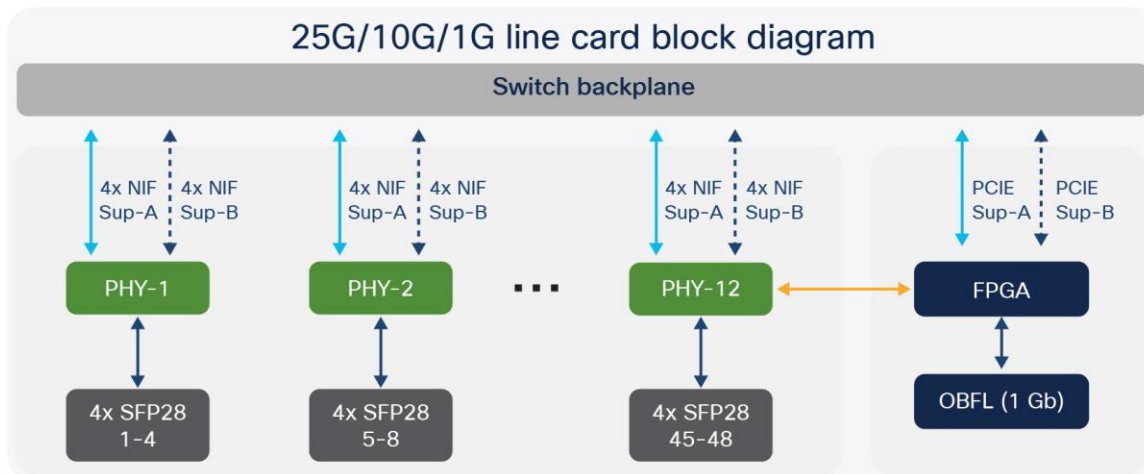 25G/10G/1G line card block diagram
Switch backplane
4x NIF
Sup-A
4x NIF
Sup-B
4x NIF
Sup-A
4x NIF
Sup-B
4x NIF
Sup-A
4x NIF
Sup-B
PCIE
Sup-A
PCIE
Sup-B
PHY-1
PHY-2
...
PHY-12
FPGA
4x SFP28
1-4
4x SFP28
5-8
4x SFP28
45-48
OBFL (1 Gb)